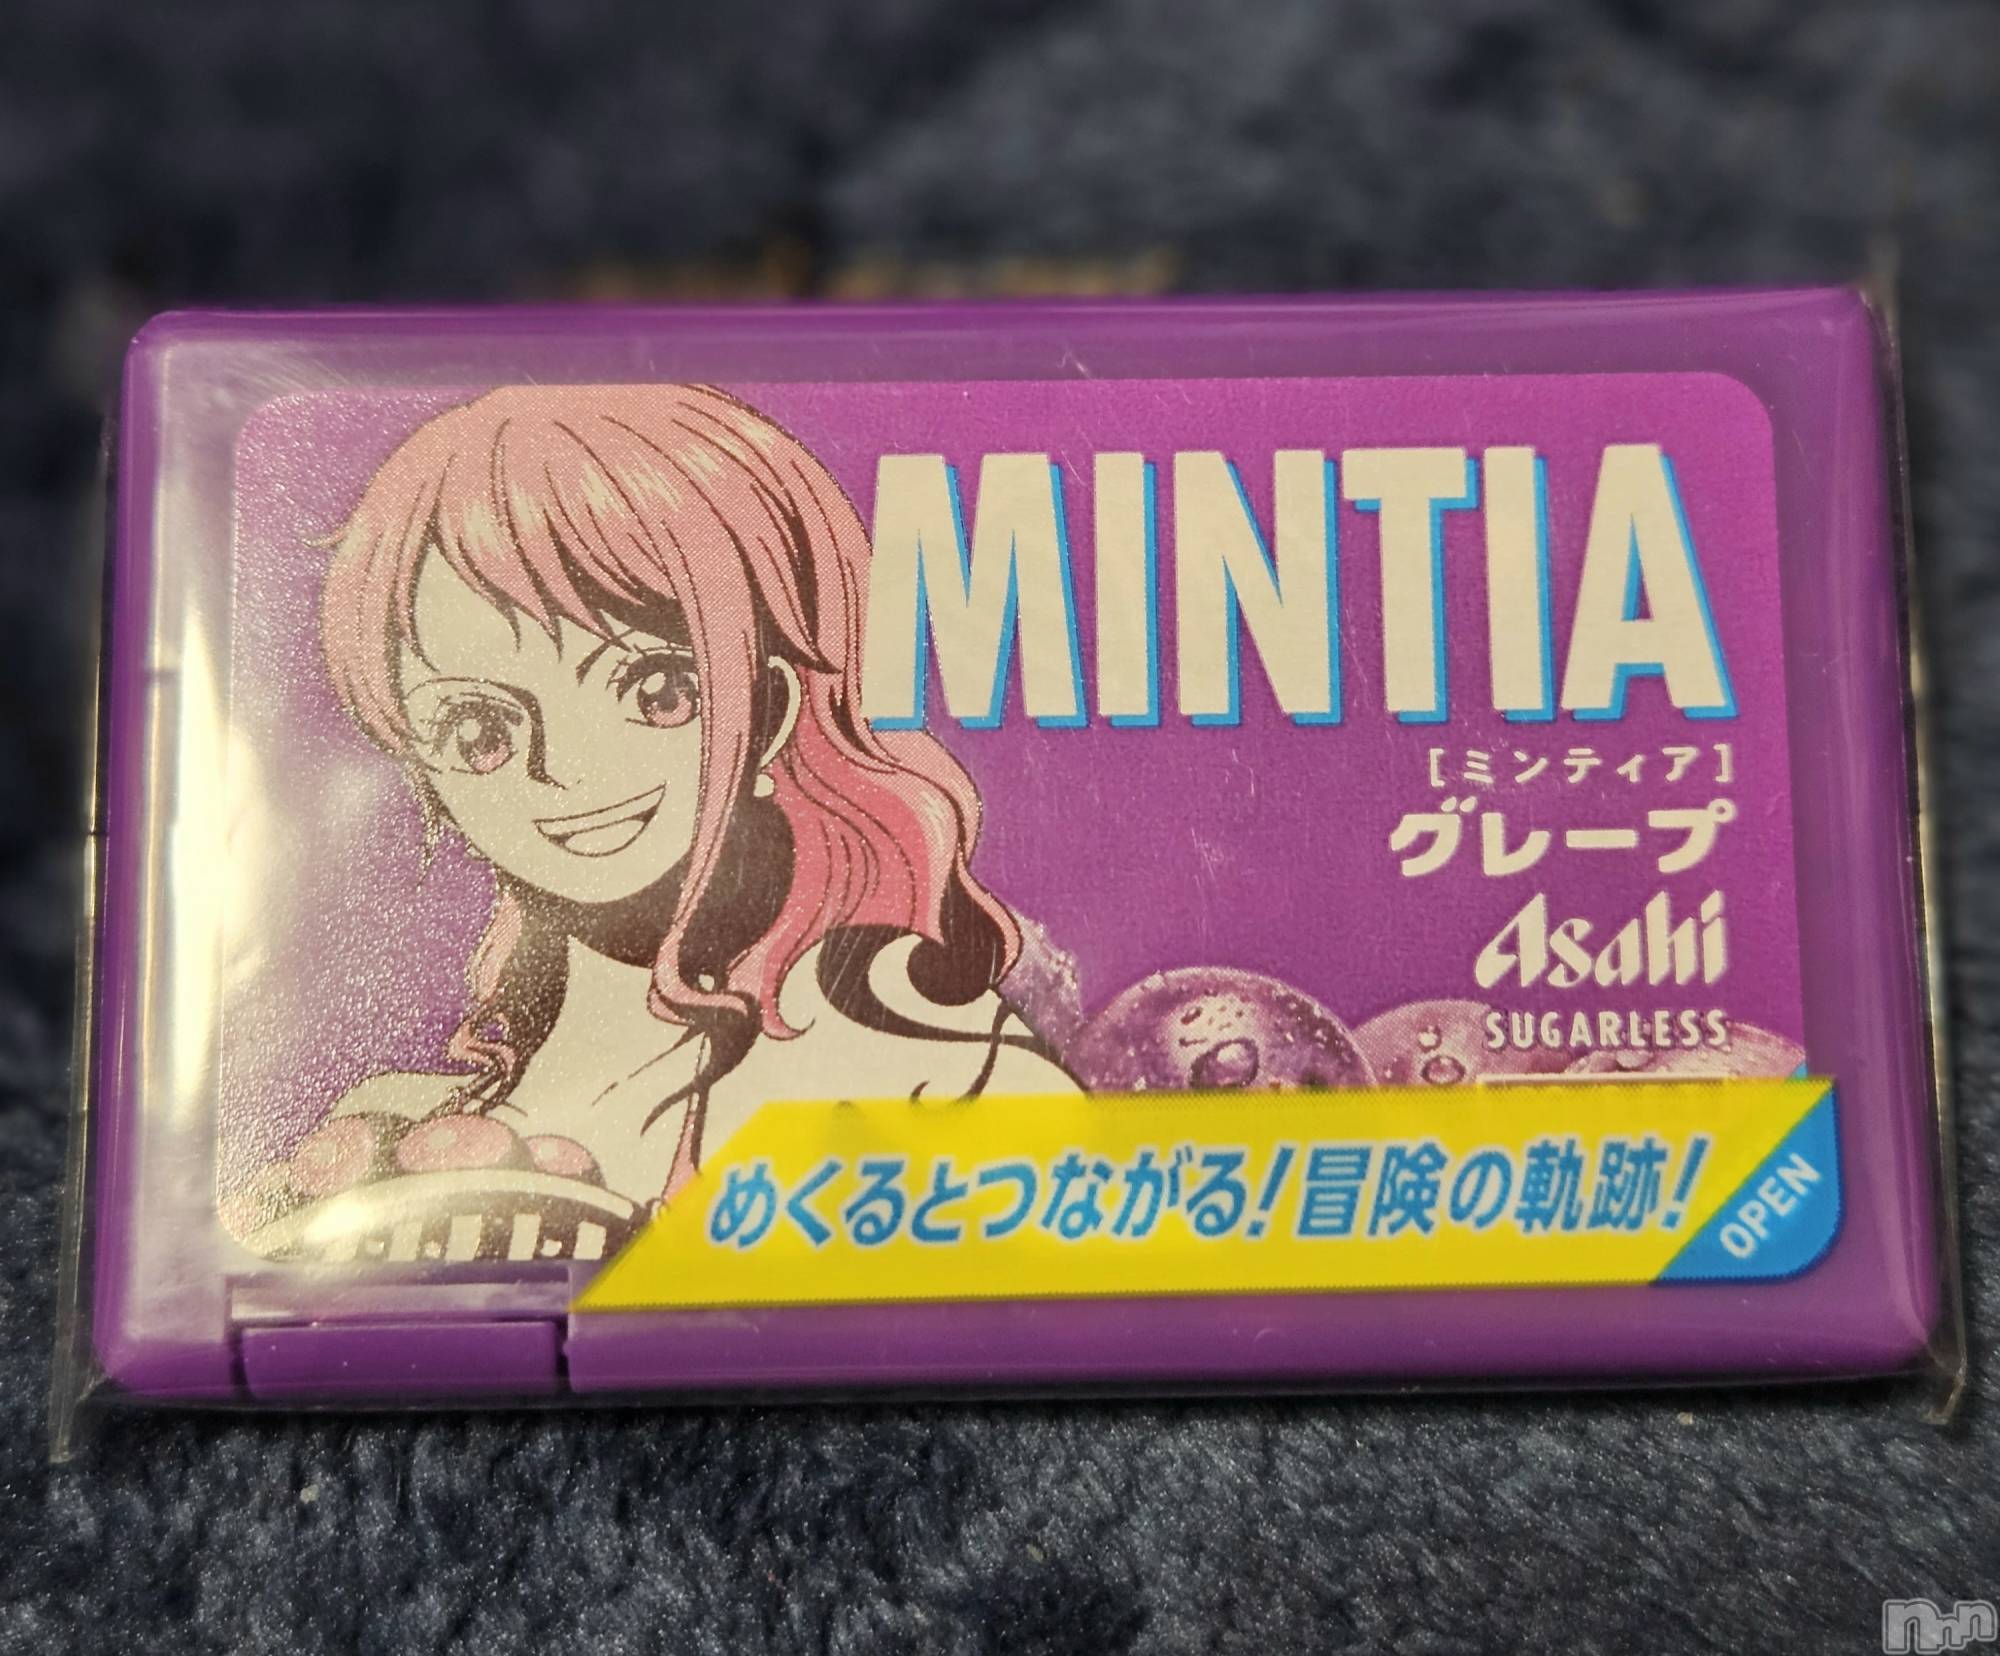 MINTIA
[ミンティア]
グレープ
Asahi
SUGARLESS
めくるとつながる!冒険の軌跡!
OPEN
nnn